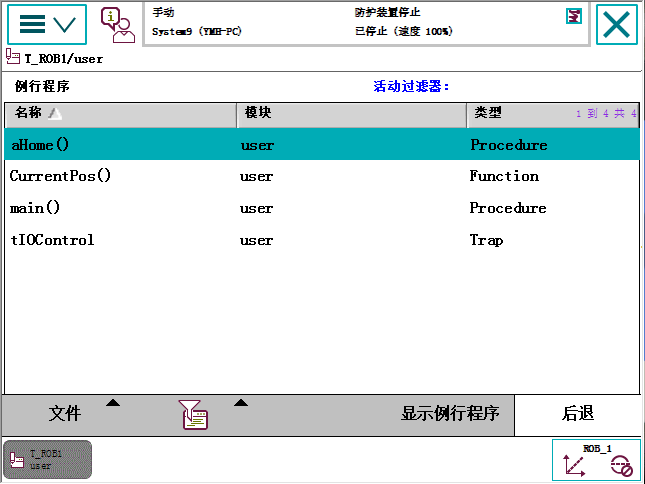 手动
防护装置停止
System9 (YMH-PC)
已停止 (速度 100%)
T_ROB1/user
例行程序
活动过滤器:
名称
模块
类型
1 到 4 共 4
aHome()
user
Procedure
CurrentPos()
user
Function
main()
user
Procedure
tIOControl
user
Trap
文件
显示例行程序
后退
T_ROB1
user
ROB_1